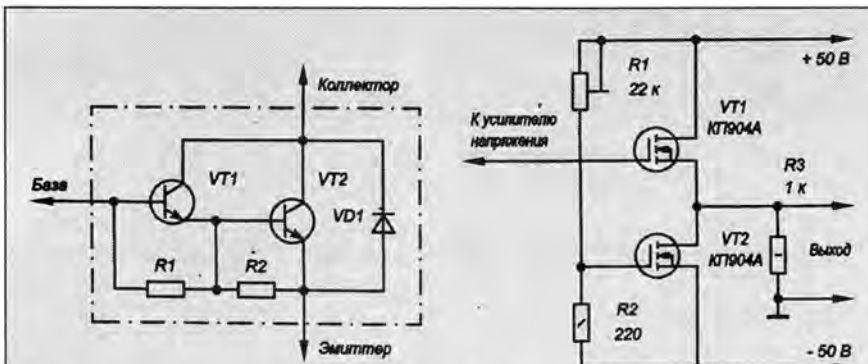 Коллектор
База
VT1
VT2
VD1
R1
R2
Эмиттер
+ 50 В
R1
22 к
VT1
КП904А
К усилителю
напряжения
R3
1 к
VT2
КП904А
Выход
R2
220
- 50 В